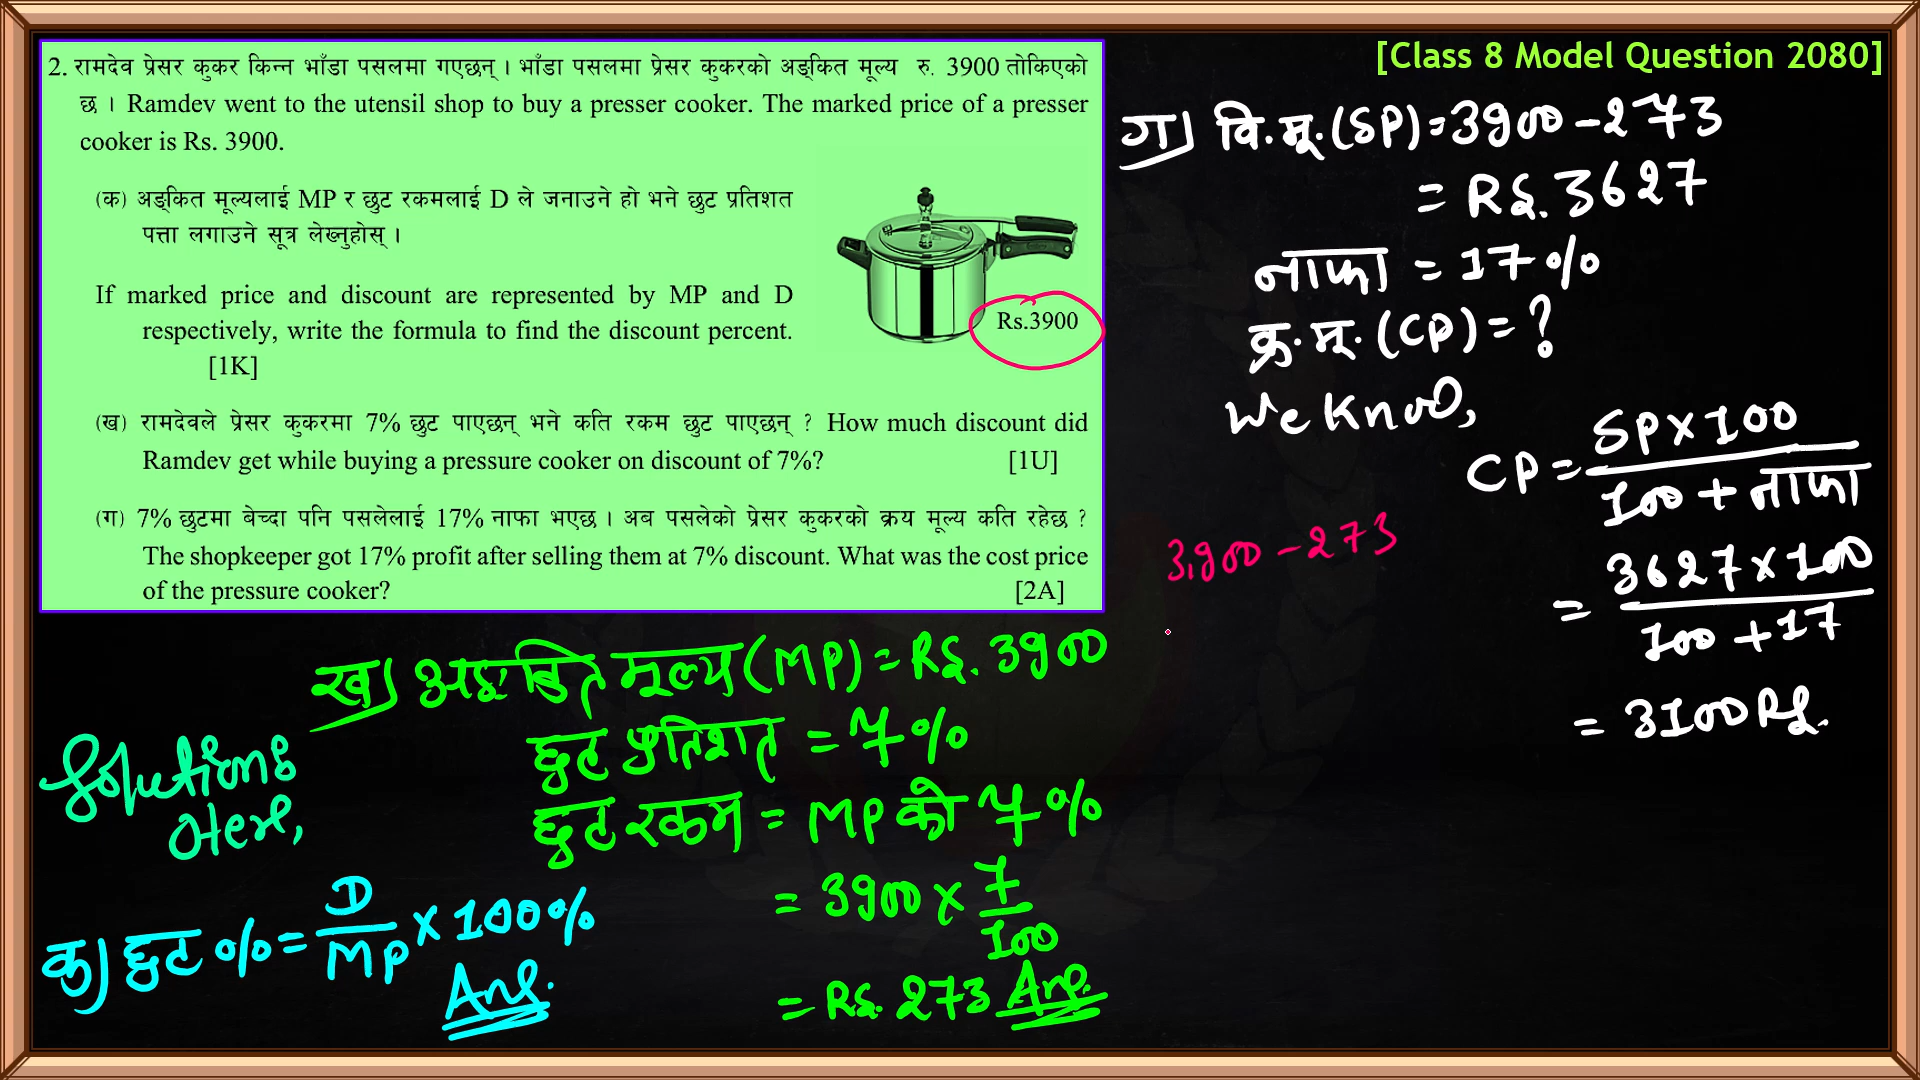 [Class 8 Model Question 2080]
2. रामदेव प्रेसर कुकर किन्न भाँडा पसलमा गएछन् । भाँडा पसलमा प्रेसर कुकरको अङ्कित मूल्य रु. 3900 तोकिएको
छ । Ramdev went to the utensil shop to buy a presser cooker. The marked price of a presser
cooker is Rs. 3900.
(क) अङ्कित मूल्यलाई MP र छुट रकमलाई D ले जनाउने हो भने छुट प्रतिशत
पत्ता लगाउने सूत्र लेख्नुहोस् ।
If marked price and discount are represented by MP and D
respectively, write the formula to find the discount percent.
[1K]
Rs.3900
(ख) रामदेवले प्रेसर कुकरमा 7% छुट पाएछन् भने कति रकम छुट पाएछन् ? How much discount did
Ramdev get while buying a pressure cooker on discount of 7%? [1U]
(ग) 7% छुटमा बेच्दा पनि पसलेलाई 17% नाफा भएछ । अब पसलेको प्रेसर कुकरको क्रय मूल्य कति रहेछ ?
The shopkeeper got 17% profit after selling them at 7% discount. What was the cost price
of the pressure cooker? [2A]
Solutions
Here,
क) छुट % = D/MP × 100%
Ans.
ख) अङ्कित मूल्य (MP) = Rs. 3900
छुट प्रतिशत = 7%
छुट रकम = MP को 7%
= 3900 × 7/100
= Rs. 273 Ans.
ग) वि.मू. (SP) = 3900 - 273
= Rs. 3627
नाफा = 17%
क्र.मू. (CP) = ?
We Know,
CP = SP × 100 / 100 + नाफा
3900 - 273
= 3627 × 100 / 100 + 17
= 3100 Rs.